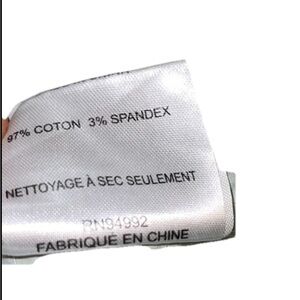 97% COTON 3% SPANDEX
NETTOYAGE À SEC SEULEMENT
RN94992
FABRIQUÉ EN CHINE